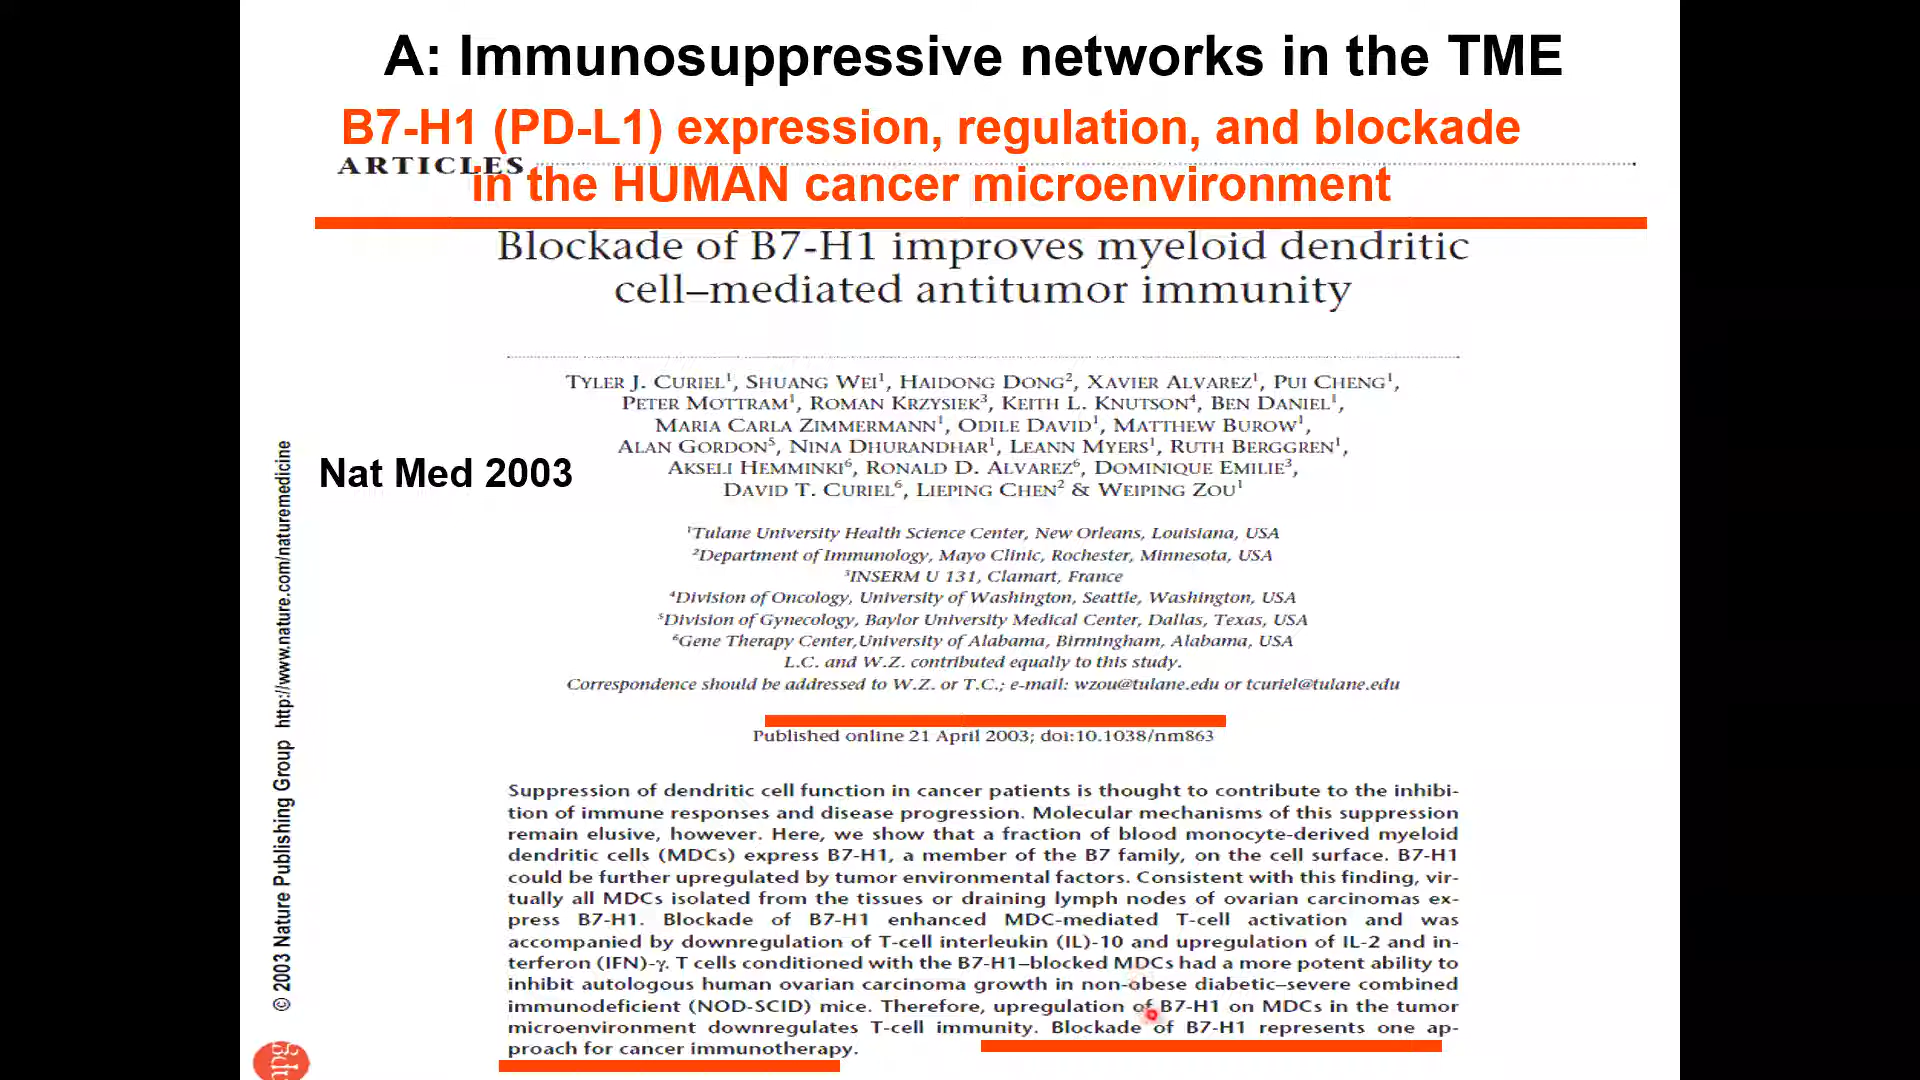 A: Immunosuppressive networks in the TME
B7-H1 (PD-L1) expression, regulation, and blockade
ARTICLES
in the HUMAN cancer microenvironment
Blockade of B7-H1 improves myeloid dendritic
cell–mediated antitumor immunity
TYLER J. CURIEL¹, SHUANG WEI¹, HAIDONG DONG², XAVIER ALVAREZ¹, PUI CHENG¹,
PETER MOTTRAM¹, ROMAN KRZYSIEK³, KEITH L. KNUTSON⁴, BEN DANIEL¹,
MARIA CARLA ZIMMERMANN¹, ODILE DAVID¹, MATTHEW BUROW¹,
ALAN GORDON⁵, NINA DHURANDHAR¹, LEANN MYERS¹, RUTH BERGGREN¹,
AKSELI HEMMINKI⁶, RONALD D. ALVAREZ⁶, DOMINIQUE EMILIE³,
DAVID T. CURIEL⁶, LIEPING CHEN² & WEIPING ZOU¹
Nat Med 2003
¹Tulane University Health Science Center, New Orleans, Louisiana, USA
²Department of Immunology, Mayo Clinic, Rochester, Minnesota, USA
³INSERM U 131, Clamart, France
⁴Division of Oncology, University of Washington, Seattle, Washington, USA
⁵Division of Gynecology, Baylor University Medical Center, Dallas, Texas, USA
⁶Gene Therapy Center,University of Alabama, Birmingham, Alabama, USA
L.C. and W.Z. contributed equally to this study.
Correspondence should be addressed to W.Z. or T.C.; e-mail: wzou@tulane.edu or tcuriel@tulane.edu
Published online 21 April 2003; doi:10.1038/nm863
Suppression of dendritic cell function in cancer patients is thought to contribute to the inhibi-
tion of immune responses and disease progression. Molecular mechanisms of this suppression
remain elusive, however. Here, we show that a fraction of blood monocyte-derived myeloid
dendritic cells (MDCs) express B7-H1, a member of the B7 family, on the cell surface. B7-H1
could be further upregulated by tumor environmental factors. Consistent with this finding, vir-
tually all MDCs isolated from the tissues or draining lymph nodes of ovarian carcinomas ex-
press B7-H1. Blockade of B7-H1 enhanced MDC-mediated T-cell activation and was
accompanied by downregulation of T-cell interleukin (IL)-10 and upregulation of IL-2 and in-
terferon (IFN)-γ. T cells conditioned with the B7-H1–blocked MDCs had a more potent ability to
inhibit autologous human ovarian carcinoma growth in non-obese diabetic–severe combined
immunodeficient (NOD-SCID) mice. Therefore, upregulation of B7-H1 on MDCs in the tumor
microenvironment downregulates T-cell immunity. Blockade of B7-H1 represents one ap-
proach for cancer immunotherapy.
© 2003 Nature Publishing Group http://www.nature.com/naturemedicine